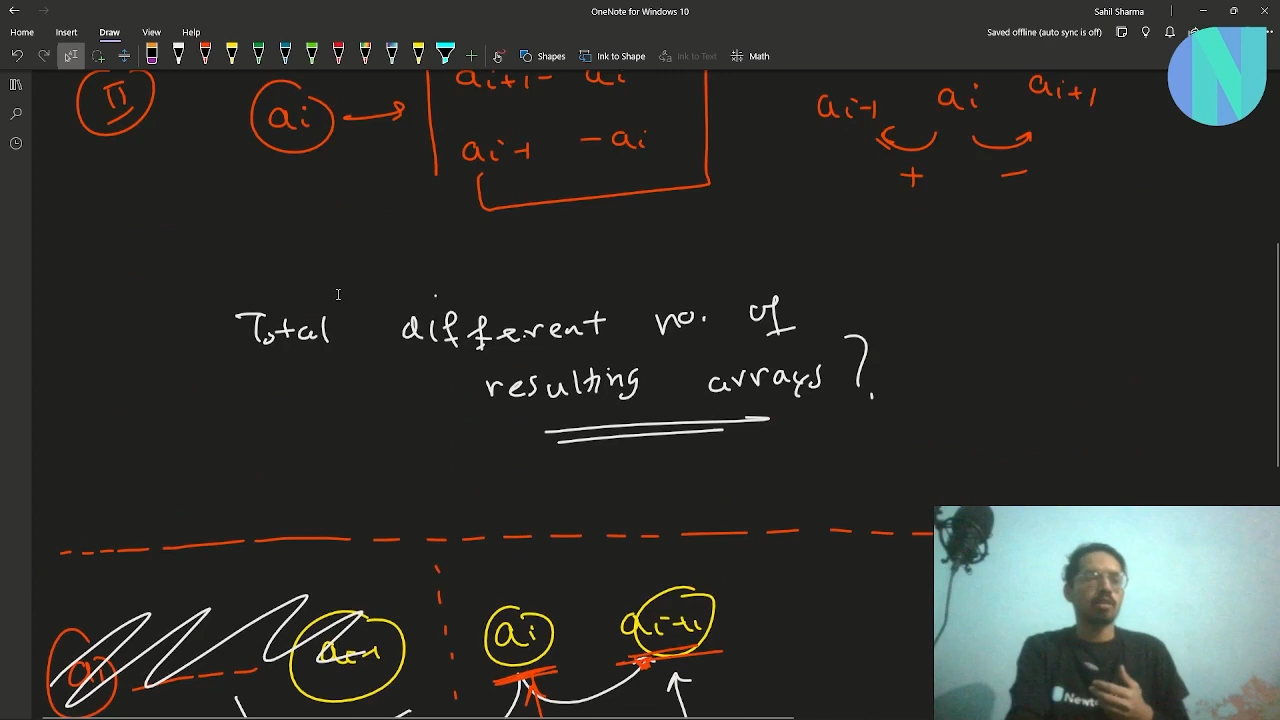 OneNote for Windows 10
Sahil Sharma
Home Insert Draw View Help
Saved offline (auto sync is off)
Shapes Ink to Shape Ink to Text Math
II
ai
ai+1 - ai
ai-1 - ai
ai-1 ai ai+1
+ -
Total different no. of
resulting arrays?
ai
ai ai+1
Newto